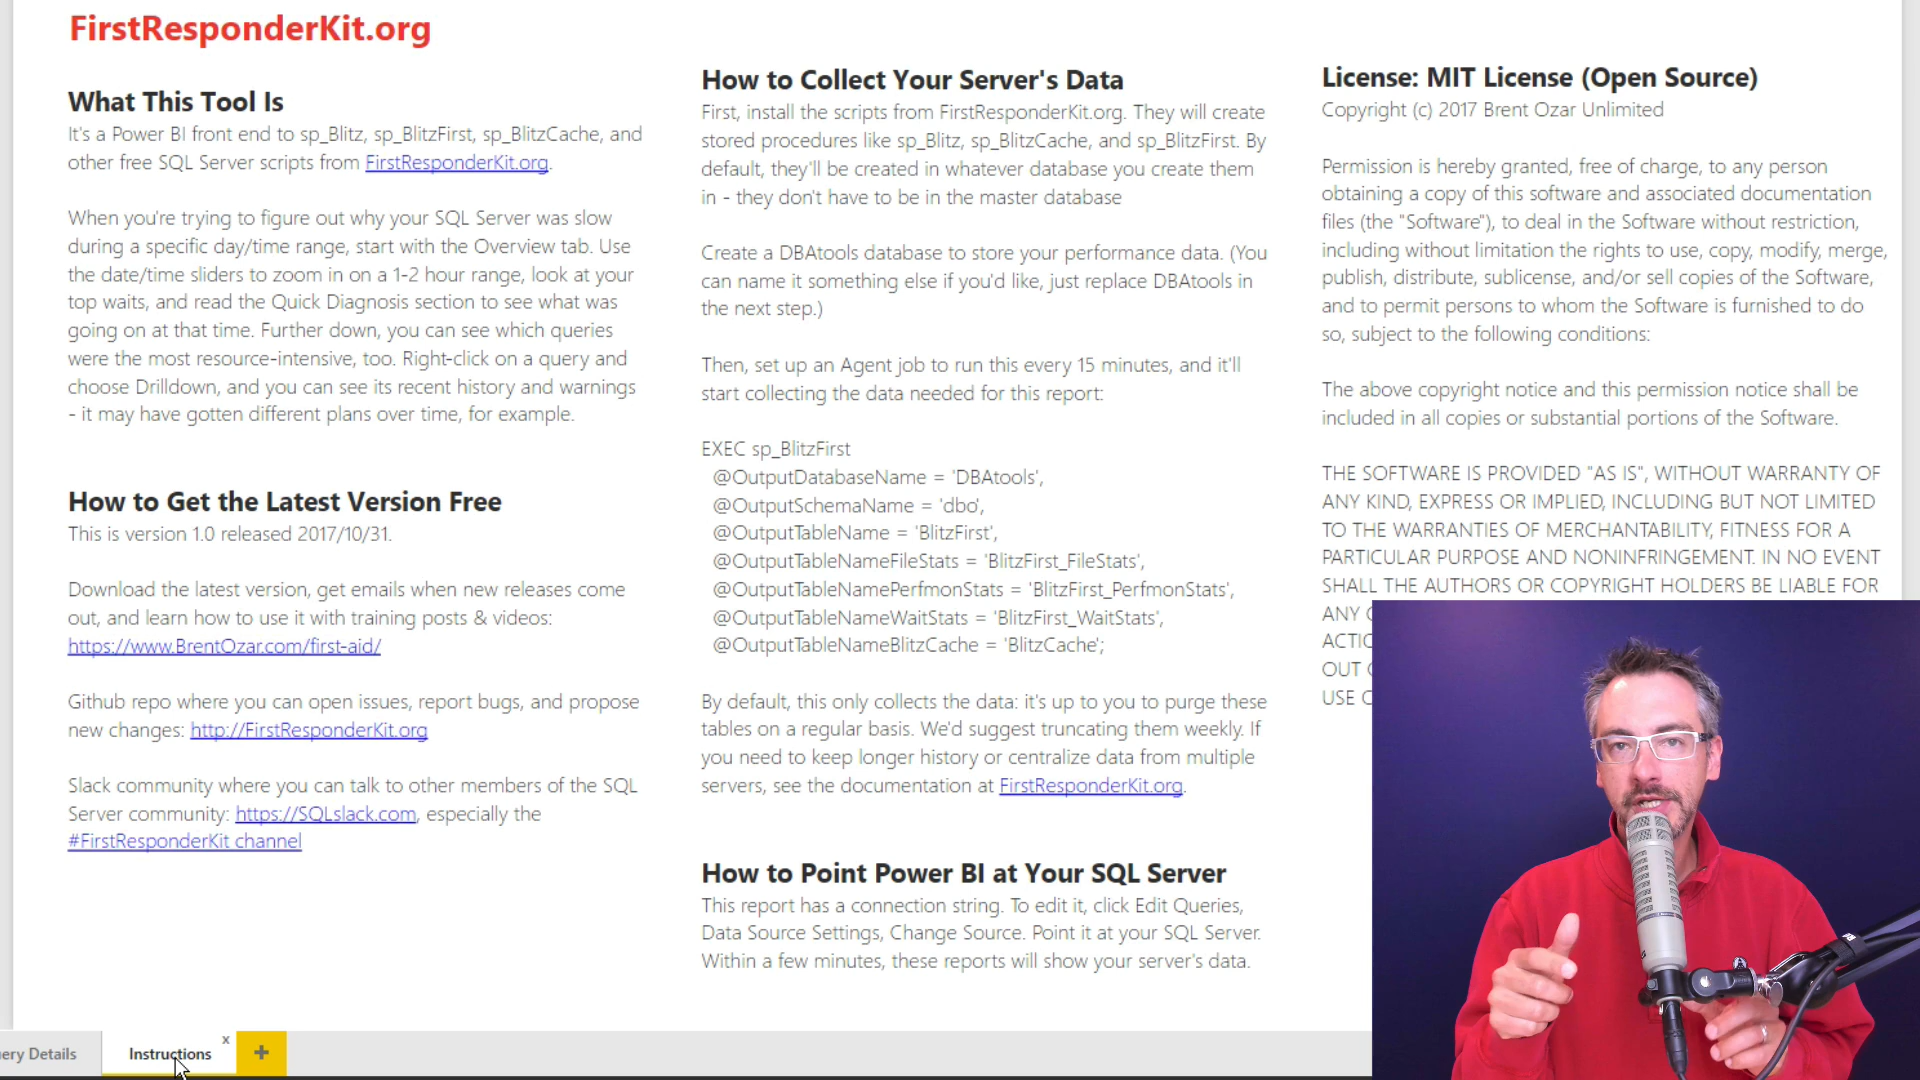 FirstResponderKit.org
What This Tool Is
It's a Power BI front end to sp_Blitz, sp_BlitzFirst, sp_BlitzCache, and
other free SQL Server scripts from FirstResponderKit.org.
When you're trying to figure out why your SQL Server was slow
during a specific day/time range, start with the Overview tab. Use
the date/time sliders to zoom in on a 1-2 hour range, look at your
top waits, and read the Quick Diagnosis section to see what was
going on at that time. Further down, you can see which queries
were the most resource-intensive, too. Right-click on a query and
choose Drilldown, and you can see its recent history and warnings
- it may have gotten different plans over time, for example.
How to Get the Latest Version Free
This is version 1.0 released 2017/10/31.
Download the latest version, get emails when new releases come
out, and learn how to use it with training posts & videos:
https://www.BrentOzar.com/first-aid/
Github repo where you can open issues, report bugs, and propose
new changes: http://FirstResponderKit.org
Slack community where you can talk to other members of the SQL
Server community: https://SQLslack.com, especially the
#FirstResponderKit channel
How to Collect Your Server's Data
First, install the scripts from FirstResponderKit.org. They will create
stored procedures like sp_Blitz, sp_BlitzCache, and sp_BlitzFirst. By
default, they'll be created in whatever database you create them
in - they don't have to be in the master database
Create a DBAtools database to store your performance data. (You
can name it something else if you'd like, just replace DBAtools in
the next step.)
Then, set up an Agent job to run this every 15 minutes, and it'll
start collecting the data needed for this report:
EXEC sp_BlitzFirst
@OutputDatabaseName = 'DBAtools',
@OutputSchemaName = 'dbo',
@OutputTableName = 'BlitzFirst',
@OutputTableNameFileStats = 'BlitzFirst_FileStats',
@OutputTableNamePerfmonStats = 'BlitzFirst_PerfmonStats',
@OutputTableNameWaitStats = 'BlitzFirst_WaitStats',
@OutputTableNameBlitzCache = 'BlitzCache';
By default, this only collects the data: it's up to you to purge these
tables on a regular basis. We'd suggest truncating them weekly. If
you need to keep longer history or centralize data from multiple
servers, see the documentation at FirstResponderKit.org.
How to Point Power BI at Your SQL Server
This report has a connection string. To edit it, click Edit Queries,
Data Source Settings, Change Source. Point it at your SQL Server.
Within a few minutes, these reports will show your server's data.
License: MIT License (Open Source)
Copyright (c) 2017 Brent Ozar Unlimited
Permission is hereby granted, free of charge, to any person
obtaining a copy of this software and associated documentation
files (the "Software"), to deal in the Software without restriction,
including without limitation the rights to use, copy, modify, merge,
publish, distribute, sublicense, and/or sell copies of the Software,
and to permit persons to whom the Software is furnished to do
so, subject to the following conditions:
The above copyright notice and this permission notice shall be
included in all copies or substantial portions of the Software.
THE SOFTWARE IS PROVIDED "AS IS", WITHOUT WARRANTY OF
ANY KIND, EXPRESS OR IMPLIED, INCLUDING BUT NOT LIMITED
TO THE WARRANTIES OF MERCHANTABILITY, FITNESS FOR A
PARTICULAR PURPOSE AND NONINFRINGEMENT. IN NO EVENT
SHALL THE AUTHORS OR COPYRIGHT HOLDERS BE LIABLE FOR
ANY
OUT
USE
Details
Instructions
x
+